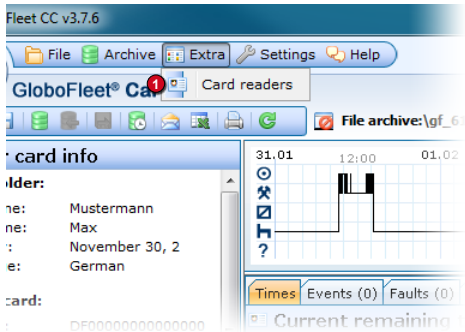 Fleet CC v3.7.6
File Archive Extra Settings Help
GloboFleet® Ca
1 Card readers
File archive:\gf_6
card info
31.01 12:00 01.02
older:
Mustermann
Max
November 30, 2
German
?
Times Events (0) Faults (0)
card:
Current remaining
DF00000000000000